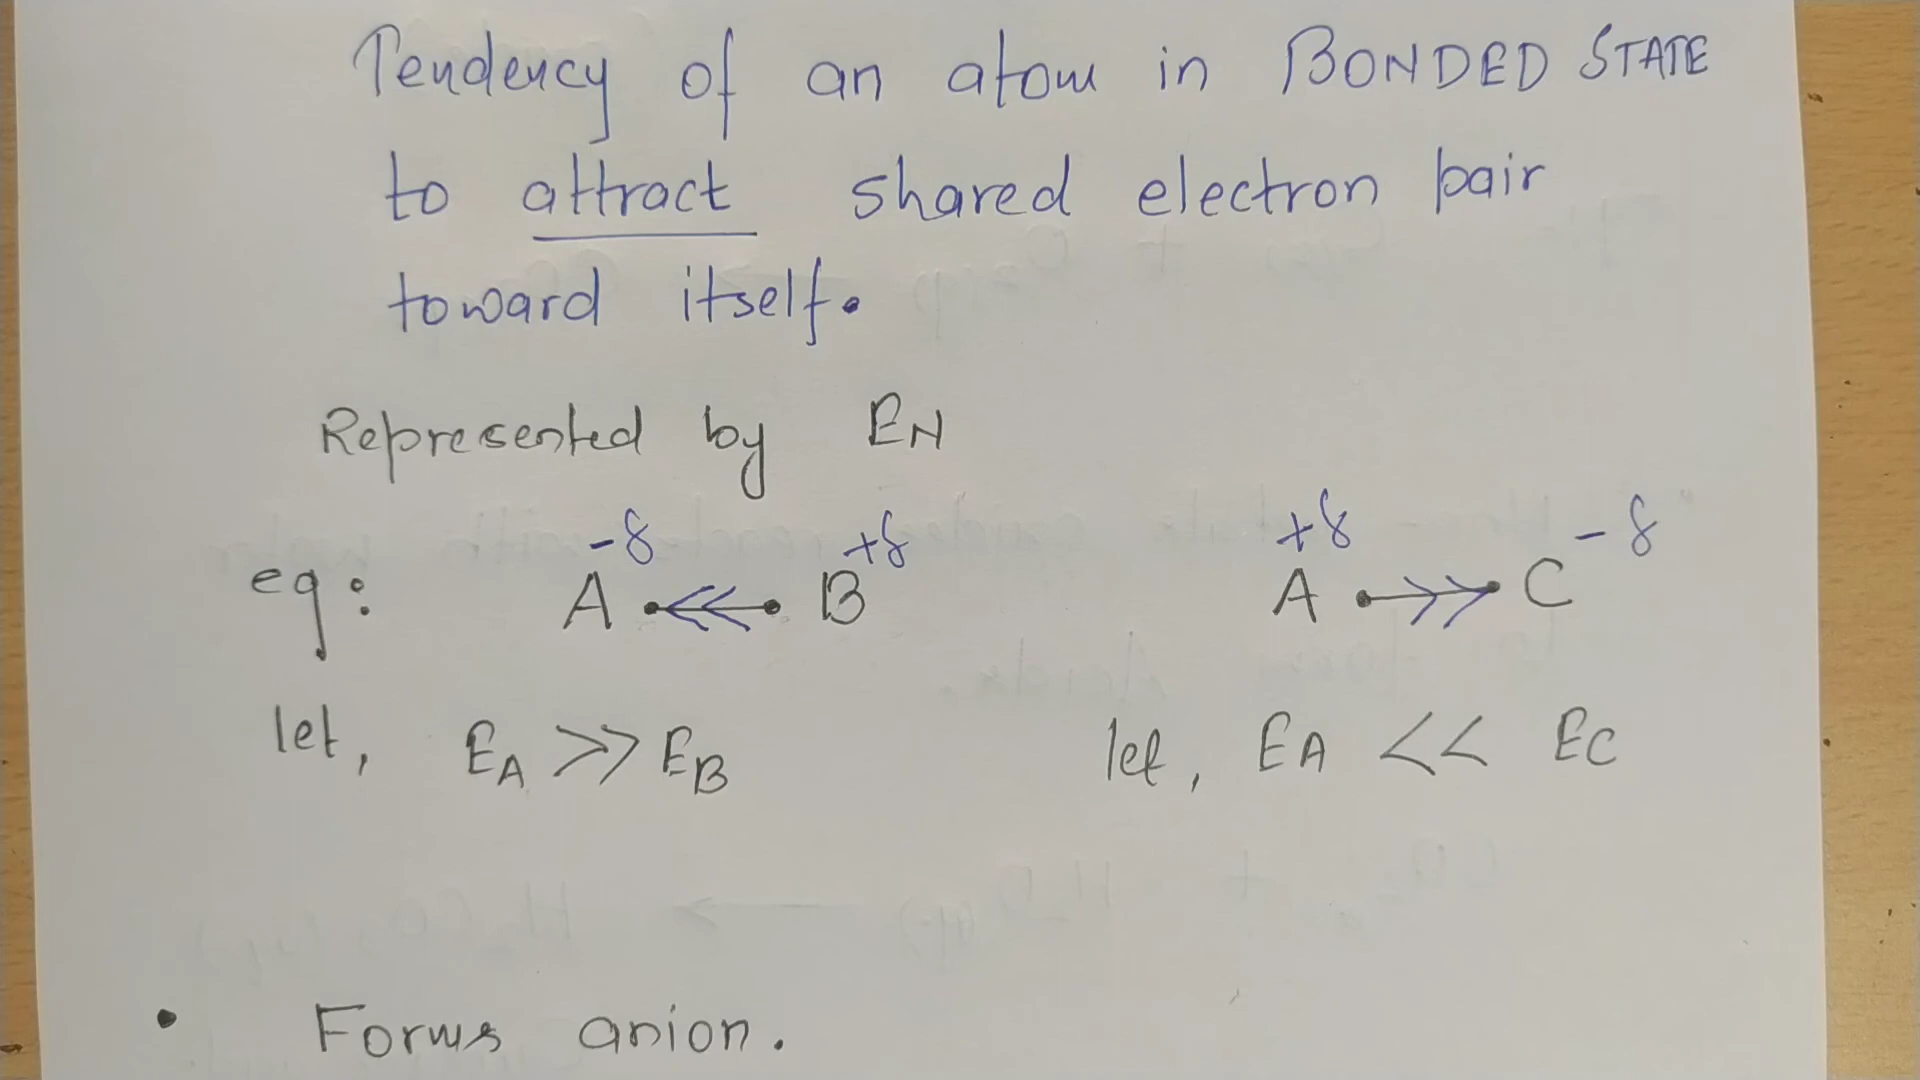 Tendency of an atom in BONDED STATE
to attract shared electron pair
toward itself.
Represented by EN
-δ +δ +δ -δ
eg: A B A C
let, EA >> EB let, EA << EC
• Forms anion.